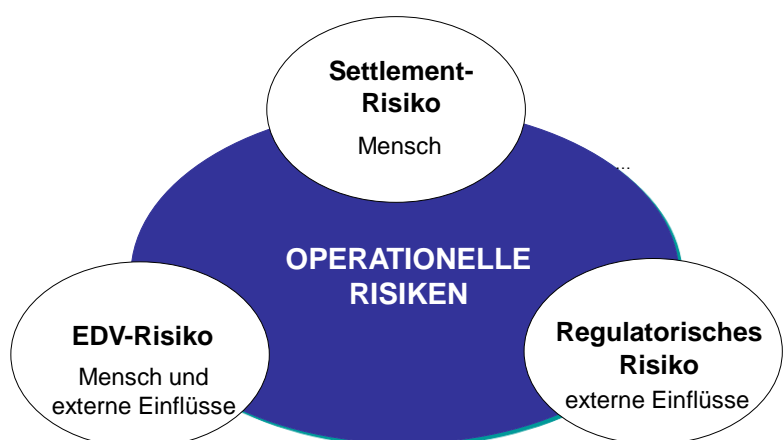 Settlement-
Risiko
Mensch
...
OPERATIONELLE
RISIKEN
EDV-Risiko
Mensch und
externe Einflüsse
Regulatorisches
Risiko
externe Einflüsse